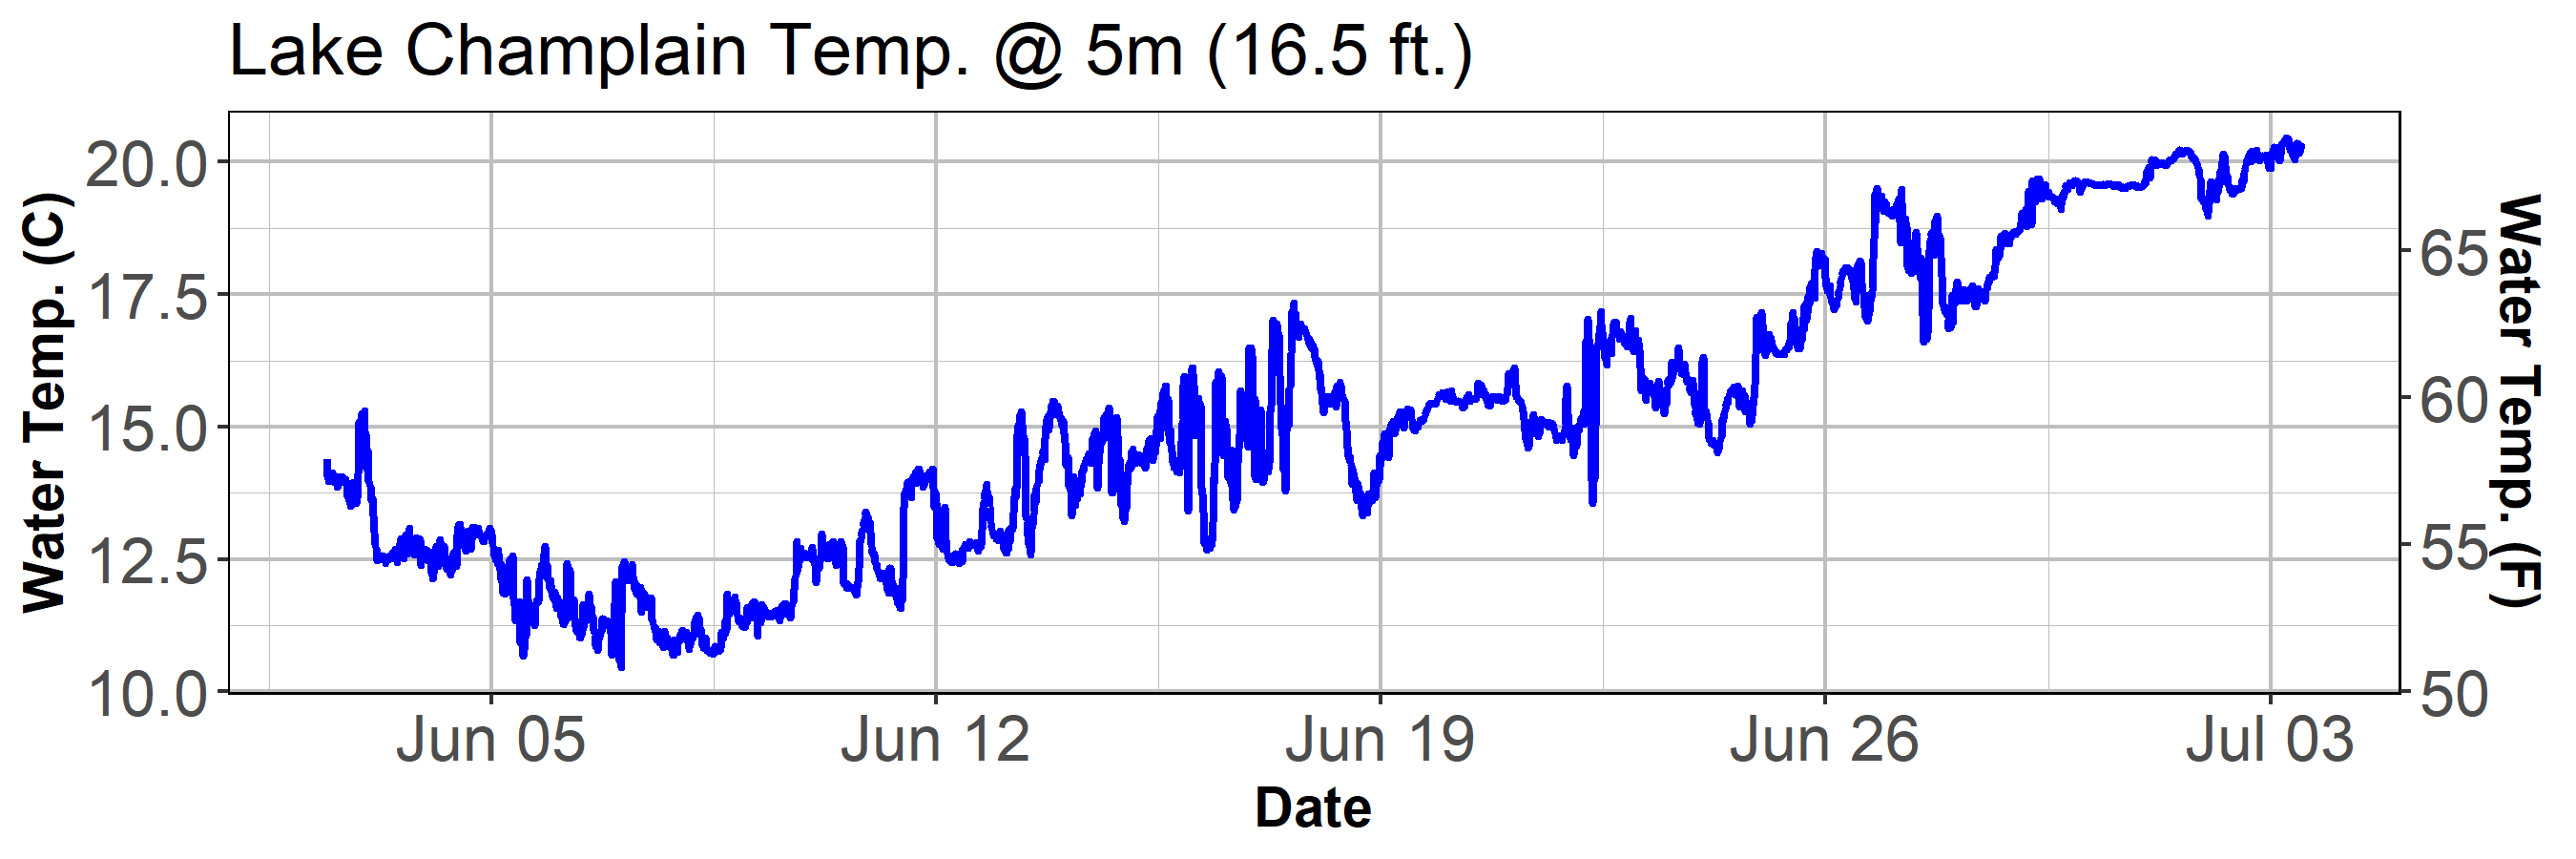 Lake Champlain Temp. @ 5m (16.5 ft.)
Water Temp. (C)
20.0
17.5
15.0
12.5
10.0
65
60
55
50
Water Temp. (F)
Jun 05 Jun 12 Jun 19 Jun 26 Jul 03
Date